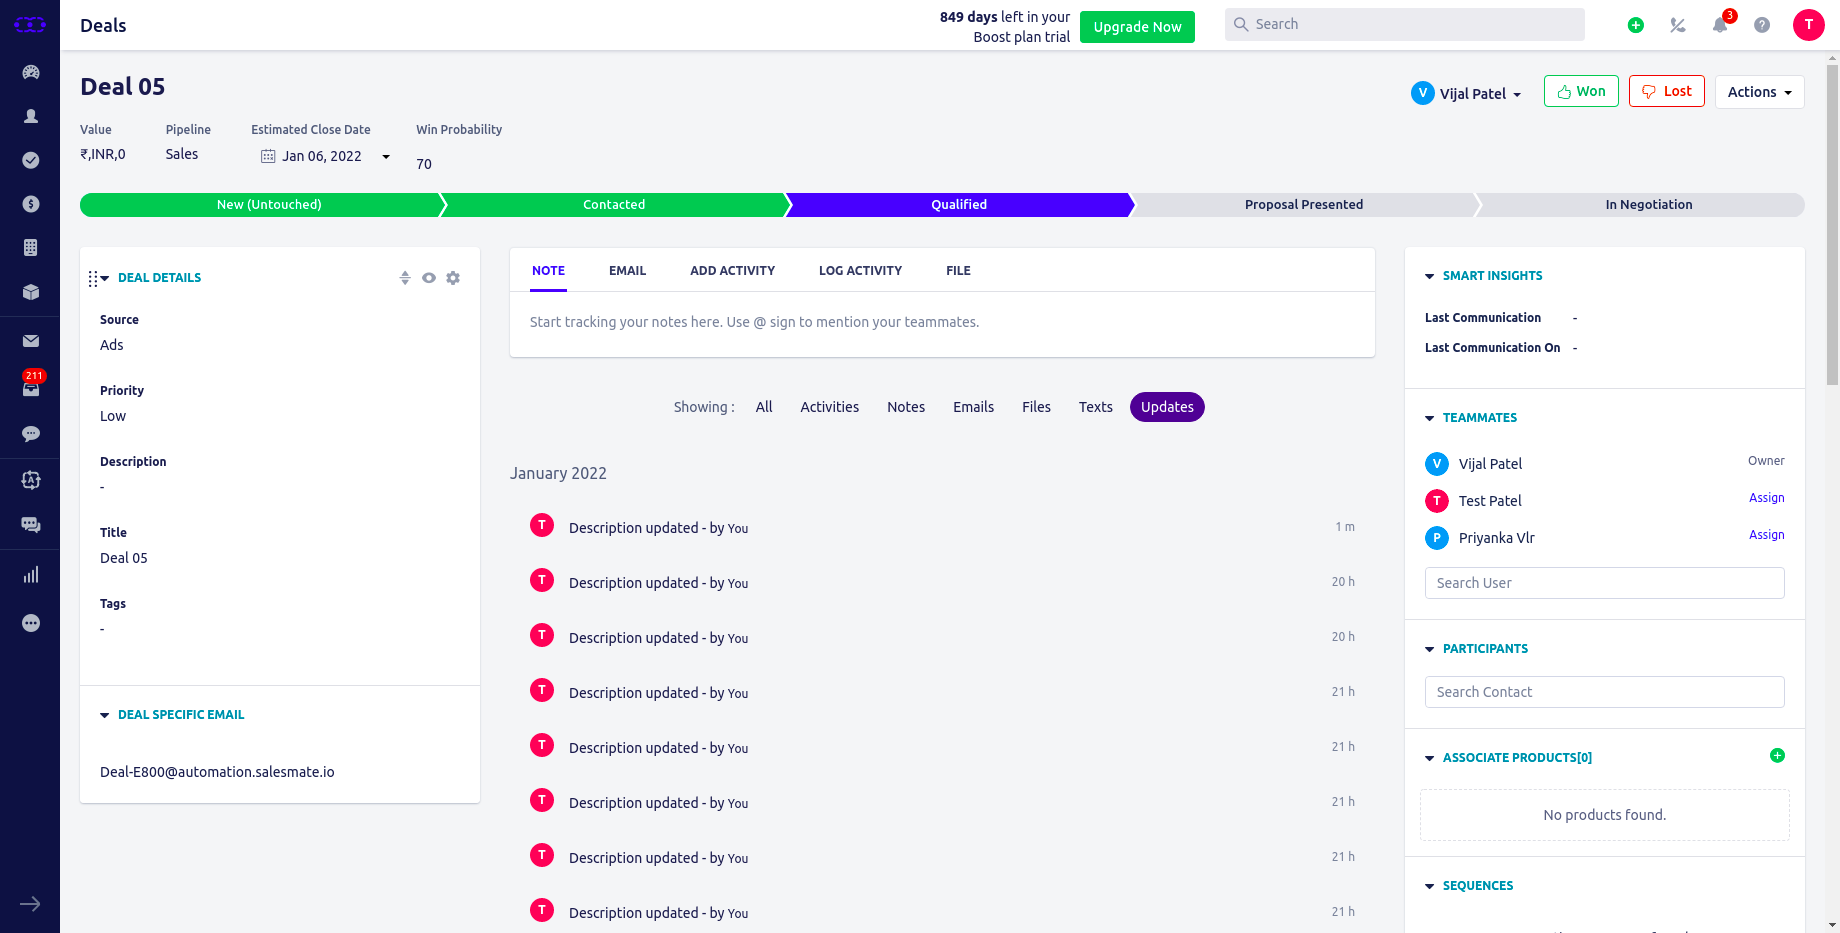 Deals
849 days left in your
Boost plan trial
Upgrade Now
Search
3
T
Deal 05
V Vijal Patel
Won
Lost
Actions
Value
Pipeline
Estimated Close Date
Win Probability
₹,INR,0
Sales
Jan 06, 2022
70
New (Untouched)
Contacted
Qualified
Proposal Presented
In Negotiation
211
DEAL DETAILS
Source
Ads
Priority
Low
Description
-
Title
Deal 05
Tags
-
DEAL SPECIFIC EMAIL
Deal-E800@automation.salesmate.io
NOTE
EMAIL
ADD ACTIVITY
LOG ACTIVITY
FILE
Start tracking your notes here. Use @ sign to mention your teammates.
Showing :
All
Activities
Notes
Emails
Files
Texts
Updates
January 2022
T Description updated - by You 1 m
T Description updated - by You 20 h
T Description updated - by You 20 h
T Description updated - by You 21 h
T Description updated - by You 21 h
T Description updated - by You 21 h
T Description updated - by You 21 h
T Description updated - by You 21 h
SMART INSIGHTS
Last Communication -
Last Communication On -
TEAMMATES
V Vijal Patel Owner
T Test Patel Assign
P Priyanka Vlr Assign
Search User
PARTICIPANTS
Search Contact
ASSOCIATE PRODUCTS[0]
No products found.
SEQUENCES